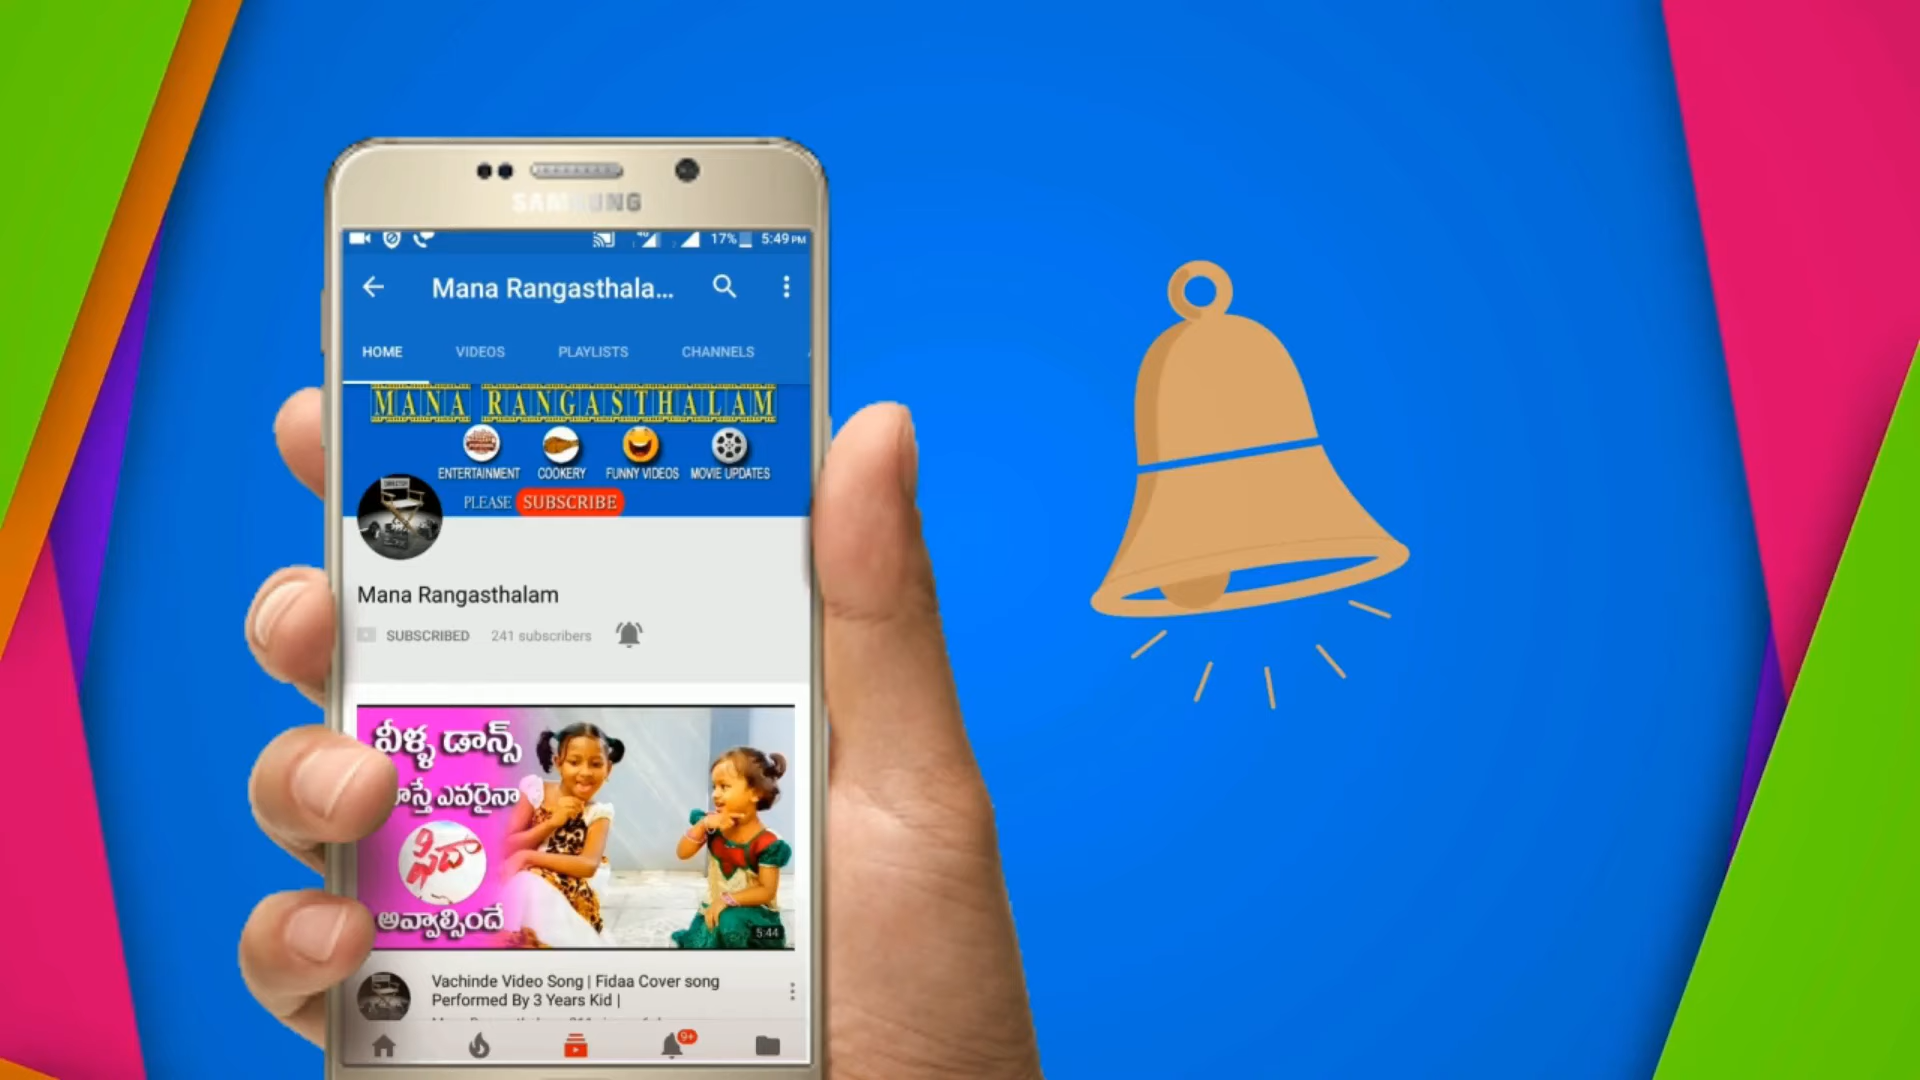 SAMSUNG
4G 17% 5:49 PM
Mana Rangasthala...
HOME VIDEOS PLAYLISTS CHANNELS
MANA RANGASTHALAM
ENTERTAINMENT COOKERY FUNNY VIDEOS MOVIE UPDATES
PLEASE SUBSCRIBE
DIRECTOR
Mana Rangasthalam
SUBSCRIBED 241 subscribers
వీళ్ళ డాన్స్
ఎవరైనా
ఫిదా
అవ్వాల్సిందే
5:44
Vachinde Video Song | Fidaa Cover song
Performed By 3 Years Kid |
9+